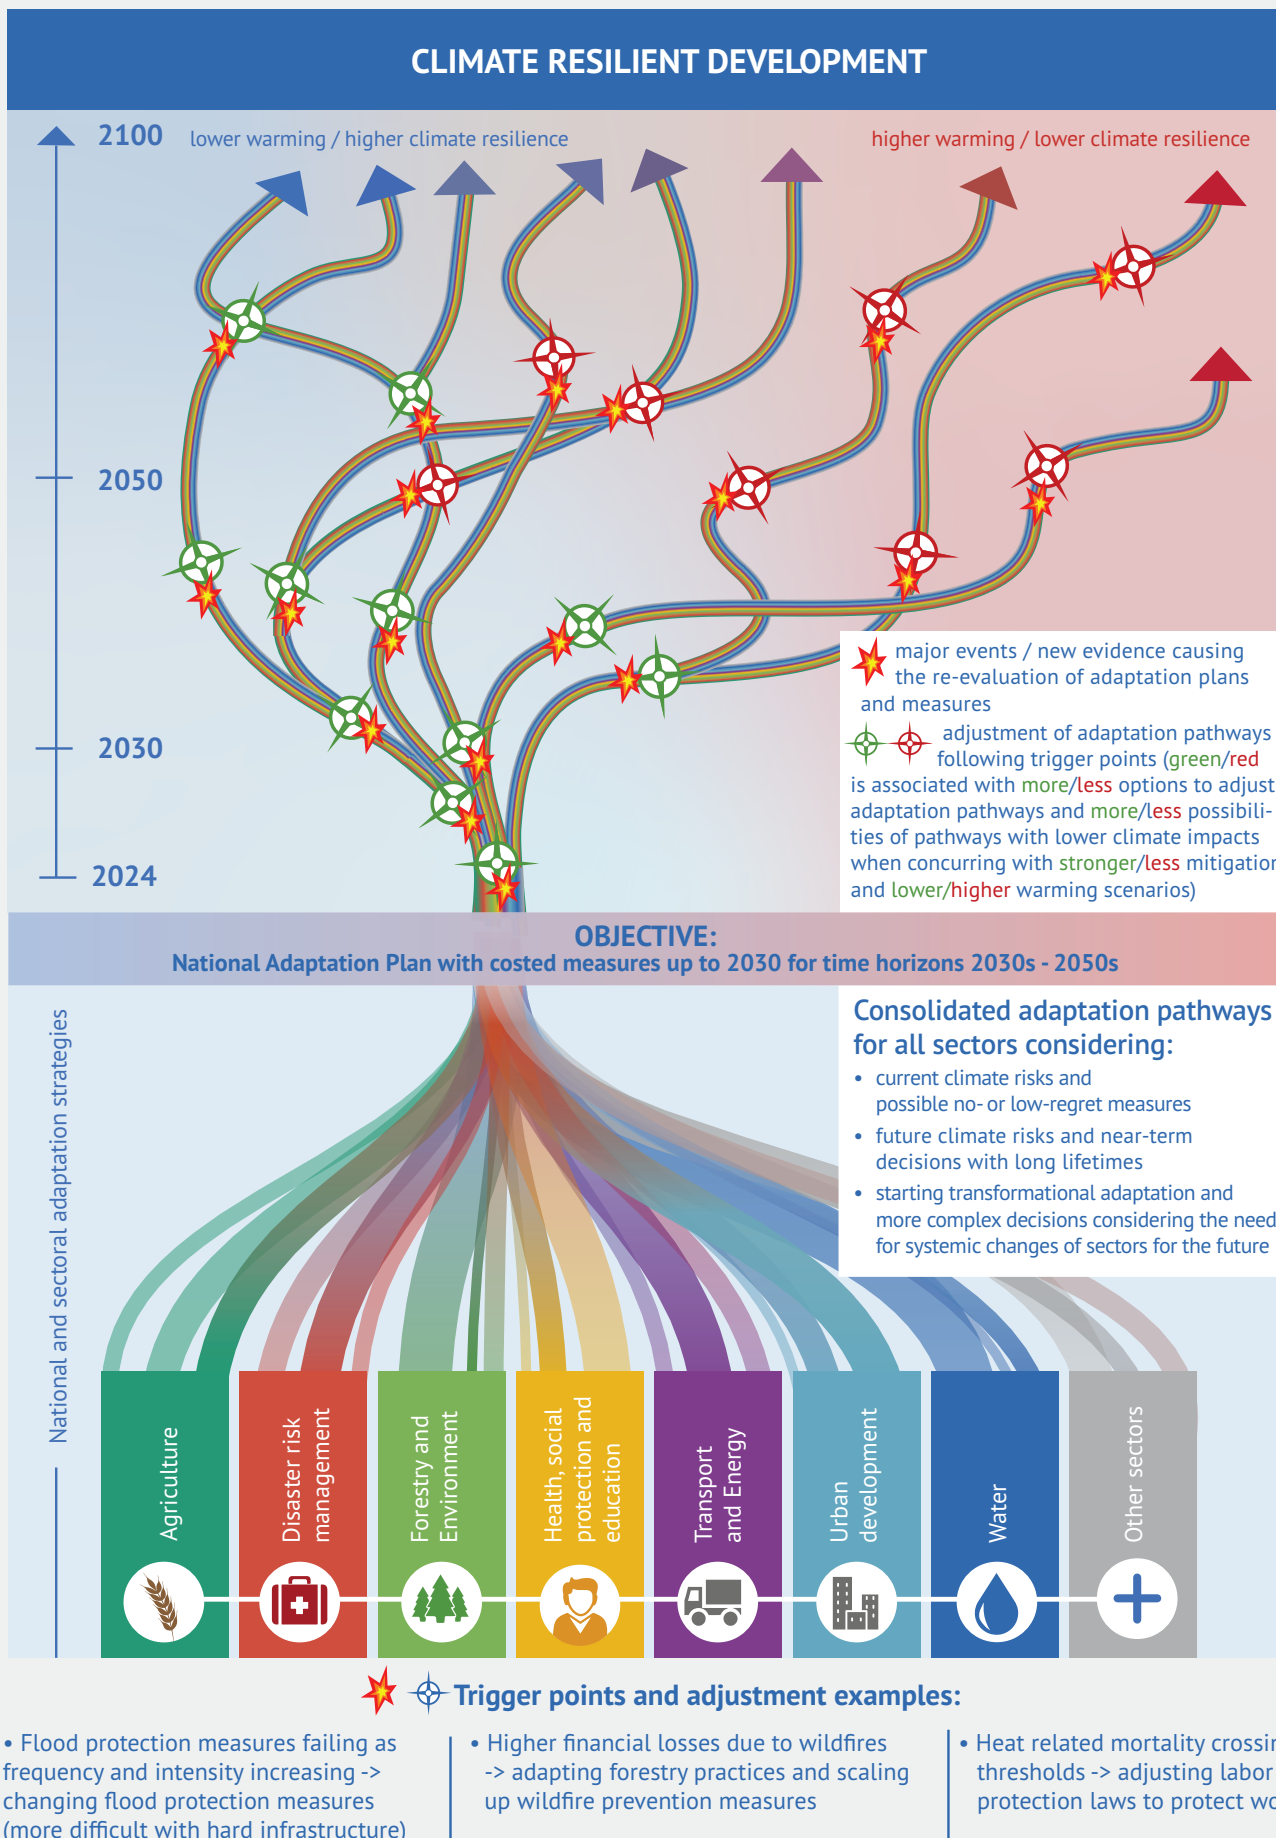 CLIMATE RESILIENT DEVELOPMENT
2100
lower warming / higher climate resilience
higher warming / lower climate resilience
2050
2030
2024
major events / new evidence causing
the re-evaluation of adaptation plans
and measures
adjustment of adaptation pathways
following trigger points (green/red
is associated with more/less options to adjust
adaptation pathways and more/less possibili-
ties of pathways with lower climate impacts
when concurring with stronger/less mitigation
and lower/higher warming scenarios)
OBJECTIVE:
National Adaptation Plan with costed measures up to 2030 for time horizons 2030s - 2050s
National and sectoral adaptation strategies
Consolidated adaptation pathways
for all sectors considering:
• current climate risks and
possible no- or low-regret measures
• future climate risks and near-term
decisions with long lifetimes
• starting transformational adaptation and
more complex decisions considering the need
for systemic changes of sectors for the future
Agriculture
Disaster risk
management
Forestry and
Environment
Health, social
protection and
education
Transport
and Energy
Urban
development
Water
Other sectors
Trigger points and adjustment examples:
• Flood protection measures failing as
frequency and intensity increasing ->
changing flood protection measures
(more difficult with hard infrastructure)
• Higher financial losses due to wildfires
-> adapting forestry practices and scaling
up wildfire prevention measures
• Heat related mortality
thresholds -> adjusting labor
protection laws to protect